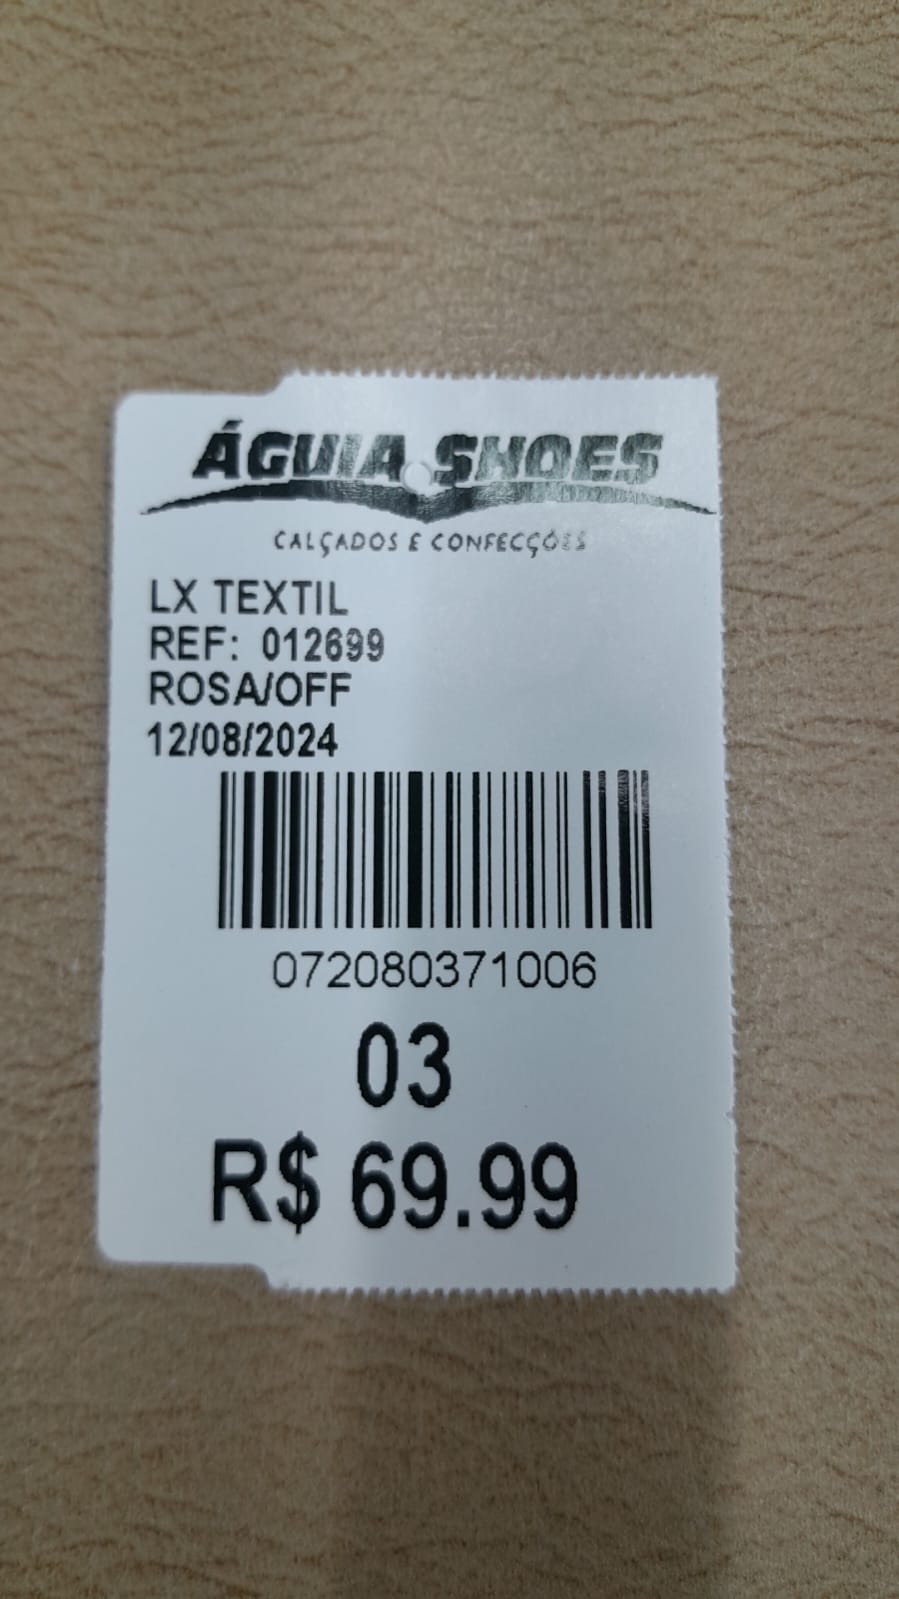 ÁGUIA SHOES
CALÇADOS E CONFECÇÕES
LX TEXTIL
REF: 012699
ROSA/OFF
12/08/2024
072080371006
03
R$ 69.99